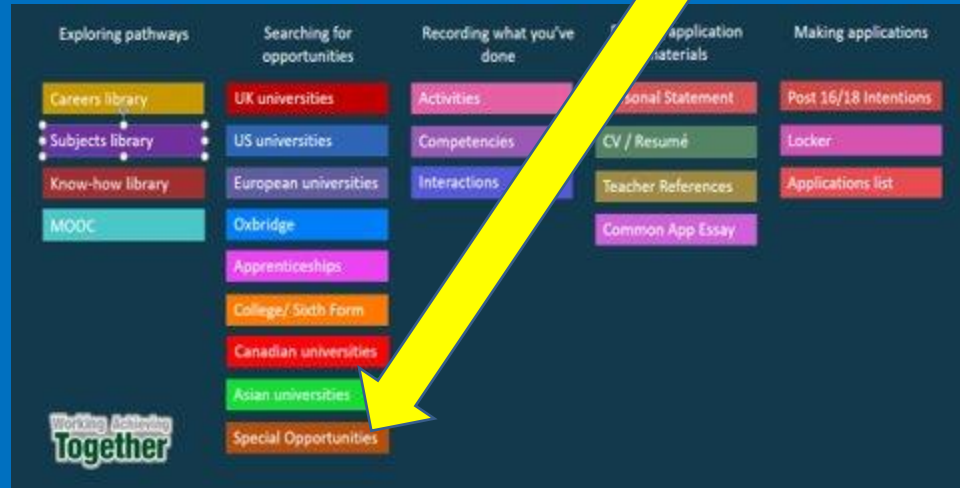 Exploring pathways
Careers library
Subjects library
Know-how library
MOOC
Searching for
opportunities
UK universities
US universities
European universities
Oxbridge
Apprenticeships
College/ Sixth Form
Canadian universities
Asian universities
Special Opportunities
Recording what you've
done
Activities
Competencies
Interactions
application
materials
sonal Statement
CV / Resumé
Teacher References
Common App Essay
Making applications
Post 16/18 Intentions
Locker
Applications list
Working Achieving
Together